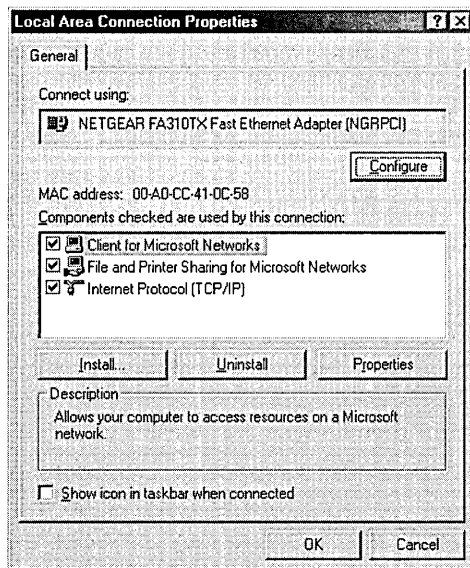 Local Area Connection Properties
General
Connect using:
NETGEAR FA310TX Fast Ethernet Adapter (NGRPCI)
Configure
MAC address: 00-A0-CC-41-0C-58
Components checked are used by this connection:
Client for Microsoft Networks
File and Printer Sharing for Microsoft Networks
Internet Protocol (TCP/IP)
Install...
Uninstall
Properties
Description
Allows your computer to access resources on a Microsoft
network.
Show icon in taskbar when connected
OK
Cancel